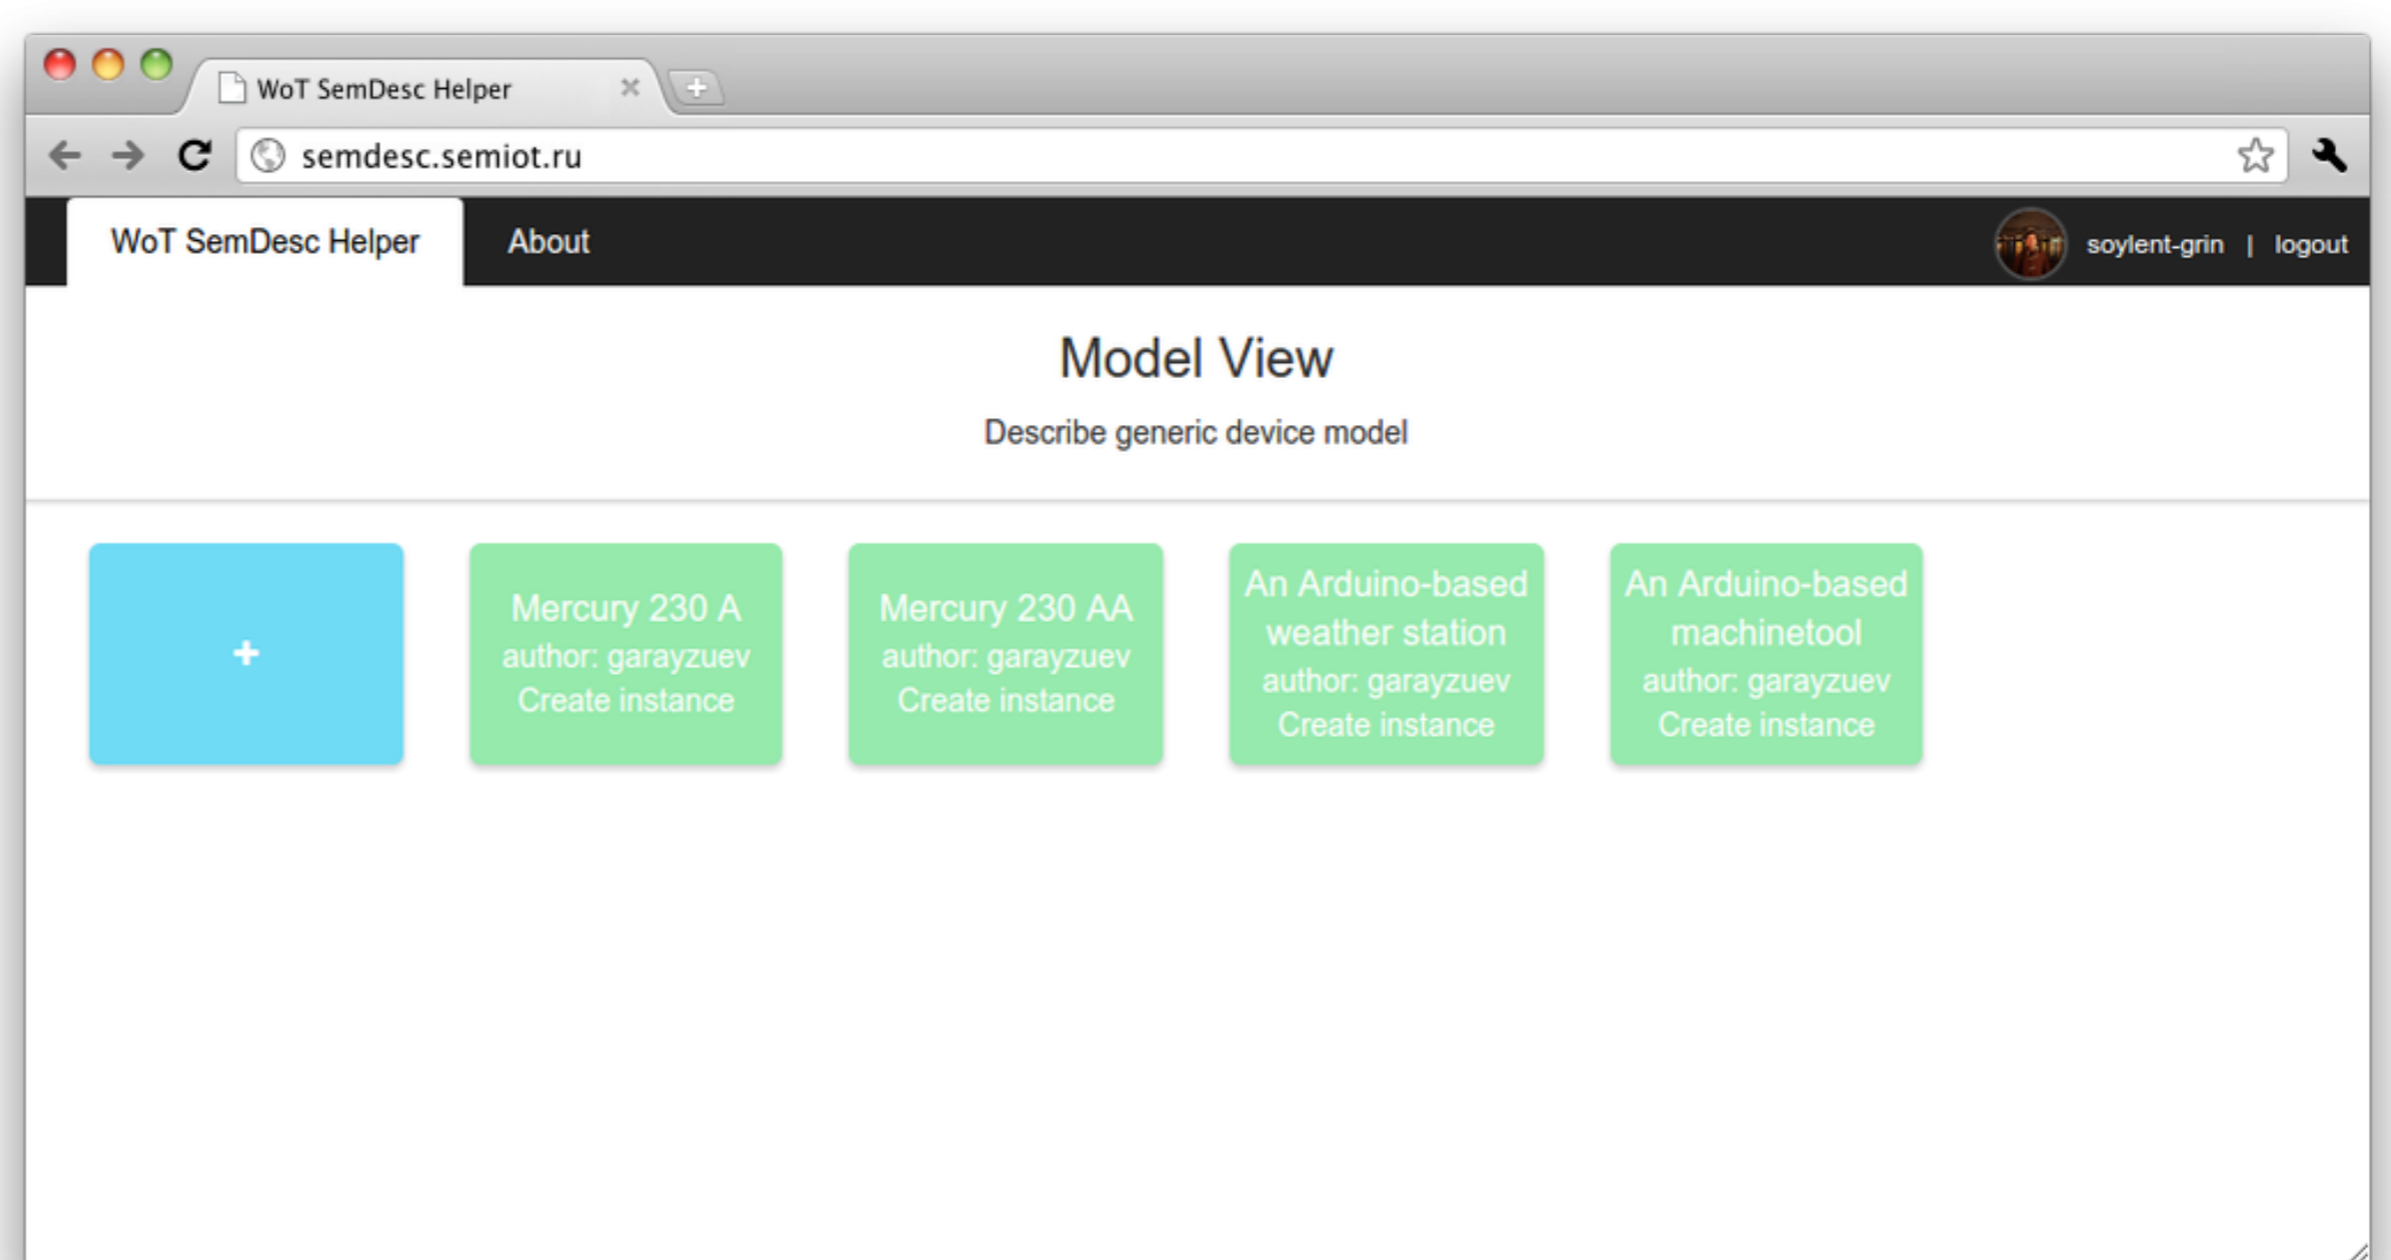 WoT SemDesc Helper
semdesc.semiot.ru
WoT SemDesc Helper About soylent-grin | logout
Model View
Describe generic device model
+
Mercury 230 A
author: garayzuev
Create instance
Mercury 230 AA
author: garayzuev
Create instance
An Arduino-based
weather station
author: garayzuev
Create instance
An Arduino-based
machinetool
author: garayzuev
Create instance